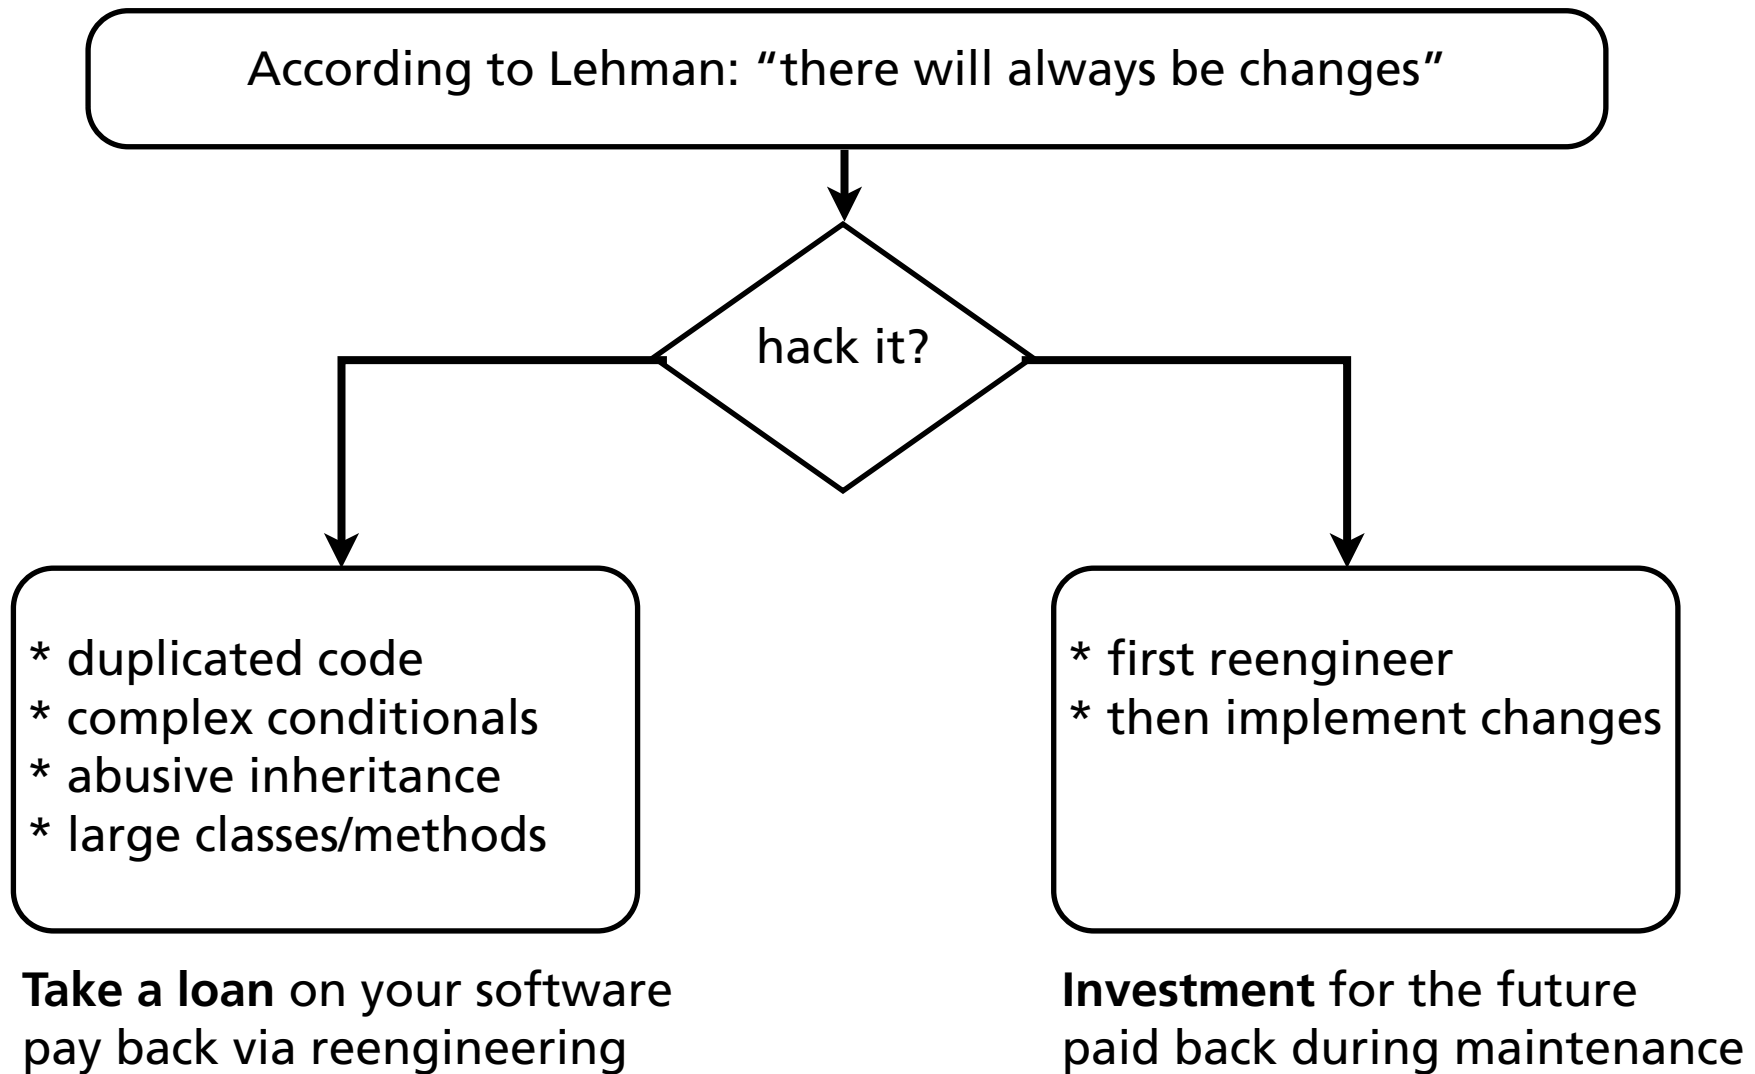 According to Lehman: “there will always be changes”
hack it?
* duplicated code
* complex conditionals
* abusive inheritance
* large classes/methods
* first reengineer
* then implement changes
Take a loan on your software
pay back via reengineering
Investment for the future
paid back during maintenance